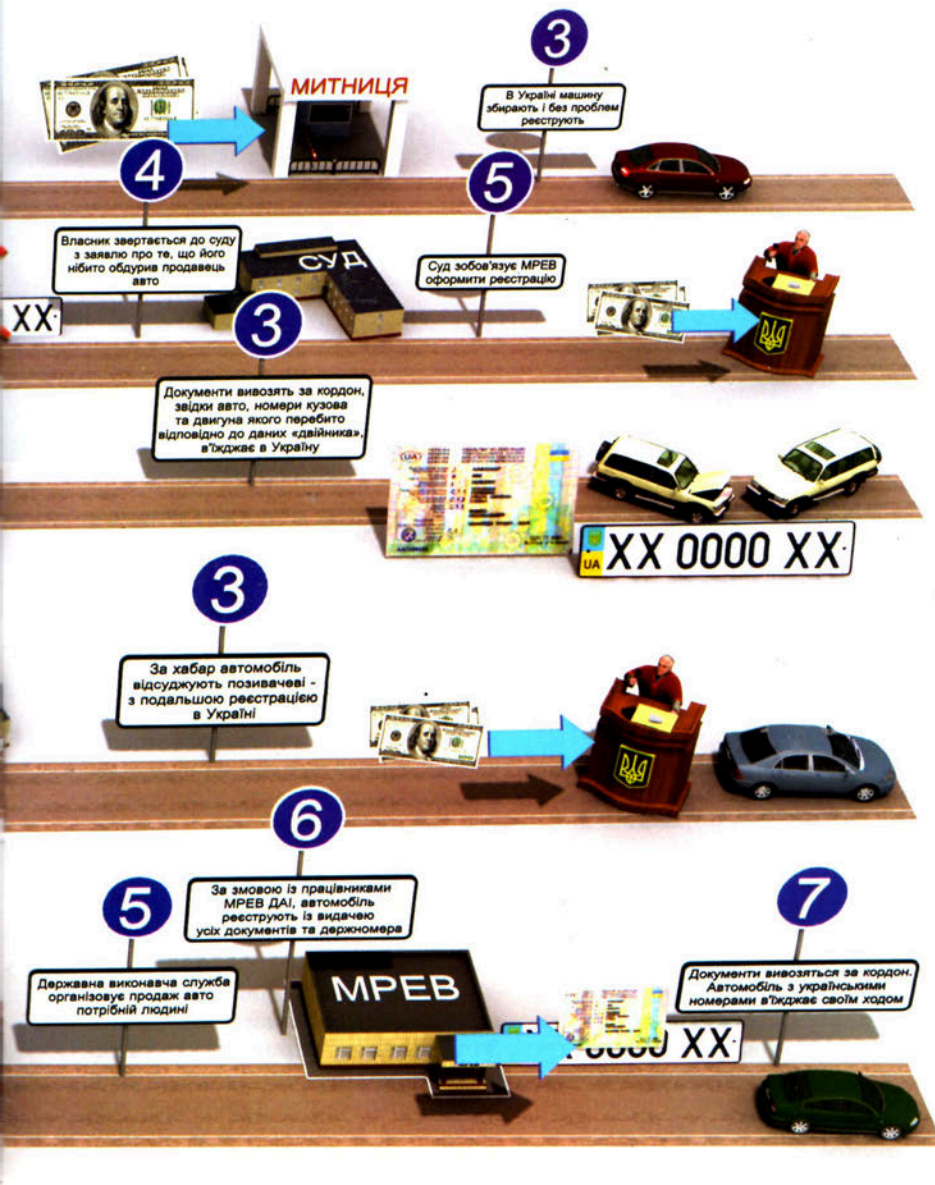 3
МИТНИЦЯ
В Україні машину
збирають і без проблем
реєструють
4
5
Власник звертається до суду
з заявлю про те, що його
нібито обдурив продавець
авто
СУД
Суд зобов'язує МРЕВ
оформити реєстрацію
XX
3
Документи вивозять за кордон,
звідки авто, номери кузова
та двигуна якого перебито
відповідно до даних «двійника»,
в'їжджає в Україну
UA
UA XX 0000 XX
3
За хабар автомобіль
відсуджують позивачеві -
з подальшою реєстрацією
в Україні
6
За змовою із працівниками
МРЕВ ДАІ, автомобіль
реєструють із видачею
усіх документів та держномера
5
7
Державна виконавча служба
організовує продаж авто
потрібній людині
МРЕВ
Документи вивозяться за кордон.
Автомобіль з українськими
номерами в'їжджає своїм ходом
0000 XX